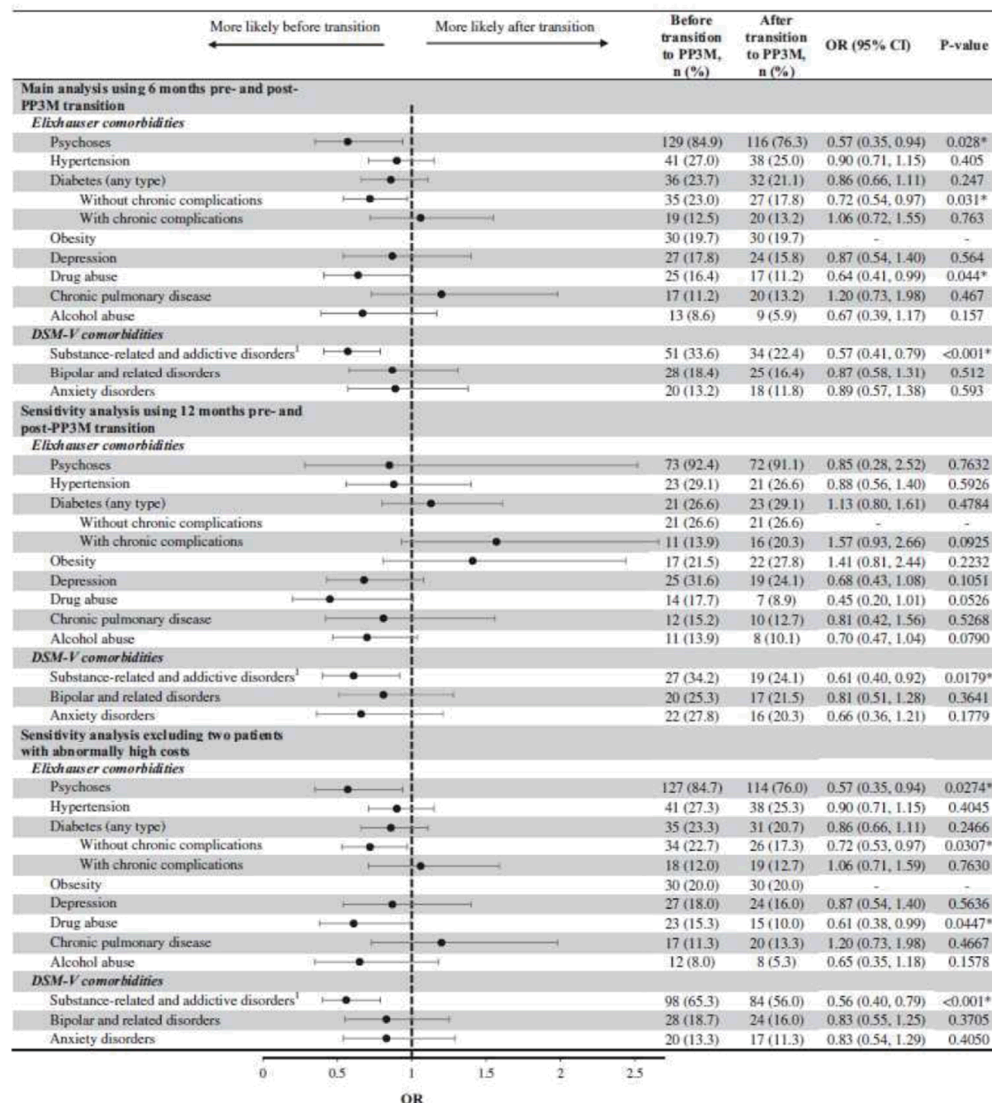 More likely before transition More likely after transition Before transition to PP3M, n (%) After transition to PP3M, n (%) OR (95% CI) P-value
Main analysis using 6 months pre- and post-
PP3M transition
Elixhauser comorbidities
Psychoses 129 (84.9) 116 (76.3) 0.57 (0.35, 0.94) 0.028*
Hypertension 41 (27.0) 38 (25.0) 0.90 (0.71, 1.15) 0.405
Diabetes (any type) 36 (23.7) 32 (21.1) 0.86 (0.66, 1.11) 0.247
Without chronic complications 35 (23.0) 27 (17.8) 0.72 (0.54, 0.97) 0.031*
With chronic complications 19 (12.5) 20 (13.2) 1.06 (0.72, 1.55) 0.763
Obesity 30 (19.7) 30 (19.7) - -
Depression 27 (17.8) 24 (15.8) 0.87 (0.54, 1.40) 0.564
Drug abuse 25 (16.4) 17 (11.2) 0.64 (0.41, 0.99) 0.044*
Chronic pulmonary disease 17 (11.2) 20 (13.2) 1.20 (0.73, 1.98) 0.467
Alcohol abuse 13 (8.6) 9 (5.9) 0.67 (0.39, 1.17) 0.157
DSM-V comorbidities
Substance-related and addictive disorders¹ 51 (33.6) 34 (22.4) 0.57 (0.41, 0.79) <0.001*
Bipolar and related disorders 28 (18.4) 25 (16.4) 0.87 (0.58, 1.31) 0.512
Anxiety disorders 20 (13.2) 18 (11.8) 0.89 (0.57, 1.38) 0.593
Sensitivity analysis using 12 months pre- and
post-PP3M transition
Elixhauser comorbidities
Psychoses 73 (92.4) 72 (91.1) 0.85 (0.28, 2.52) 0.7632
Hypertension 23 (29.1) 21 (26.6) 0.88 (0.56, 1.40) 0.5926
Diabetes (any type) 21 (26.6) 23 (29.1) 1.13 (0.80, 1.61) 0.4784
Without chronic complications 21 (26.6) 21 (26.6) - -
With chronic complications 11 (13.9) 16 (20.3) 1.57 (0.93, 2.66) 0.0925
Obesity 17 (21.5) 22 (27.8) 1.41 (0.81, 2.44) 0.2232
Depression 25 (31.6) 19 (24.1) 0.68 (0.43, 1.08) 0.1051
Drug abuse 14 (17.7) 7 (8.9) 0.45 (0.20, 1.01) 0.0526
Chronic pulmonary disease 12 (15.2) 10 (12.7) 0.81 (0.42, 1.56) 0.5268
Alcohol abuse 11 (13.9) 8 (10.1) 0.70 (0.47, 1.04) 0.0790
DSM-V comorbidities
Substance-related and addictive disorders¹ 27 (34.2) 19 (24.1) 0.61 (0.40, 0.92) 0.0179*
Bipolar and related disorders 20 (25.3) 17 (21.5) 0.81 (0.51, 1.28) 0.3641
Anxiety disorders 22 (27.8) 16 (20.3) 0.66 (0.36, 1.21) 0.1779
Sensitivity analysis excluding two patients
with abnormally high costs
Elixhauser comorbidities
Psychoses 127 (84.7) 114 (76.0) 0.57 (0.35, 0.94) 0.0274*
Hypertension 41 (27.3) 38 (25.3) 0.90 (0.71, 1.15) 0.4045
Diabetes (any type) 35 (23.3) 31 (20.7) 0.86 (0.66, 1.11) 0.2466
Without chronic complications 34 (22.7) 26 (17.3) 0.72 (0.53, 0.97) 0.0307*
With chronic complications 18 (12.0) 19 (12.7) 1.06 (0.71, 1.59) 0.7630
Obsesity 30 (20.0) 30 (20.0) - -
Depression 27 (18.0) 24 (16.0) 0.87 (0.54, 1.40) 0.5636
Drug abuse 23 (15.3) 15 (10.0) 0.61 (0.38, 0.99) 0.0447*
Chronic pulmonary disease 17 (11.3) 20 (13.3) 1.20 (0.73, 1.98) 0.4667
Alcohol abuse 12 (8.0) 8 (5.3) 0.65 (0.35, 1.18) 0.1578
DSM-V comorbidities
Substance-related and addictive disorders¹ 98 (65.3) 84 (56.0) 0.56 (0.40, 0.79) <0.001*
Bipolar and related disorders 28 (18.7) 24 (16.0) 0.83 (0.55, 1.25) 0.3705
Anxiety disorders 20 (13.3) 17 (11.3) 0.83 (0.54, 1.29) 0.4050
0 0.5 1 1.5 2 2.5
OR